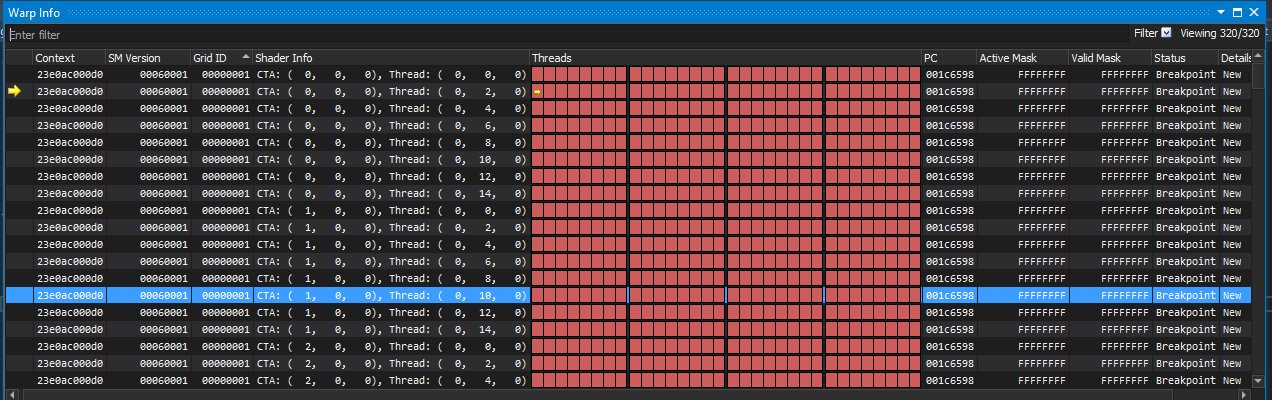 Warp Info
Enter filter Filter Viewing 320/320
Context SM Version Grid ID Shader Info Threads PC Active Mask Valid Mask Status Details
23e0ac000d0 00060001 00000001 CTA: ( 0, 0, 0), Thread: ( 0, 0, 0) 001c6598 FFFFFFFF FFFFFFFF Breakpoint New
23e0ac000d0 00060001 00000001 CTA: ( 0, 0, 0), Thread: ( 0, 2, 0) 001c6598 FFFFFFFF FFFFFFFF Breakpoint New
23e0ac000d0 00060001 00000001 CTA: ( 0, 0, 0), Thread: ( 0, 4, 0) 001c6598 FFFFFFFF FFFFFFFF Breakpoint New
23e0ac000d0 00060001 00000001 CTA: ( 0, 0, 0), Thread: ( 0, 6, 0) 001c6598 FFFFFFFF FFFFFFFF Breakpoint New
23e0ac000d0 00060001 00000001 CTA: ( 0, 0, 0), Thread: ( 0, 8, 0) 001c6598 FFFFFFFF FFFFFFFF Breakpoint New
23e0ac000d0 00060001 00000001 CTA: ( 0, 0, 0), Thread: ( 0, 10, 0) 001c6598 FFFFFFFF FFFFFFFF Breakpoint New
23e0ac000d0 00060001 00000001 CTA: ( 0, 0, 0), Thread: ( 0, 12, 0) 001c6598 FFFFFFFF FFFFFFFF Breakpoint New
23e0ac000d0 00060001 00000001 CTA: ( 0, 0, 0), Thread: ( 0, 14, 0) 001c6598 FFFFFFFF FFFFFFFF Breakpoint New
23e0ac000d0 00060001 00000001 CTA: ( 1, 0, 0), Thread: ( 0, 0, 0) 001c6598 FFFFFFFF FFFFFFFF Breakpoint New
23e0ac000d0 00060001 00000001 CTA: ( 1, 0, 0), Thread: ( 0, 2, 0) 001c6598 FFFFFFFF FFFFFFFF Breakpoint New
23e0ac000d0 00060001 00000001 CTA: ( 1, 0, 0), Thread: ( 0, 4, 0) 001c6598 FFFFFFFF FFFFFFFF Breakpoint New
23e0ac000d0 00060001 00000001 CTA: ( 1, 0, 0), Thread: ( 0, 6, 0) 001c6598 FFFFFFFF FFFFFFFF Breakpoint New
23e0ac000d0 00060001 00000001 CTA: ( 1, 0, 0), Thread: ( 0, 8, 0) 001c6598 FFFFFFFF FFFFFFFF Breakpoint New
23e0ac000d0 00060001 00000001 CTA: ( 1, 0, 0), Thread: ( 0, 10, 0) 001c6598 FFFFFFFF FFFFFFFF Breakpoint New
23e0ac000d0 00060001 00000001 CTA: ( 1, 0, 0), Thread: ( 0, 12, 0) 001c6598 FFFFFFFF FFFFFFFF Breakpoint New
23e0ac000d0 00060001 00000001 CTA: ( 1, 0, 0), Thread: ( 0, 14, 0) 001c6598 FFFFFFFF FFFFFFFF Breakpoint New
23e0ac000d0 00060001 00000001 CTA: ( 2, 0, 0), Thread: ( 0, 0, 0) 001c6598 FFFFFFFF FFFFFFFF Breakpoint New
23e0ac000d0 00060001 00000001 CTA: ( 2, 0, 0), Thread: ( 0, 2, 0) 001c6598 FFFFFFFF FFFFFFFF Breakpoint New
23e0ac000d0 00060001 00000001 CTA: ( 2, 0, 0), Thread: ( 0, 4, 0) 001c6598 FFFFFFFF FFFFFFFF Breakpoint New